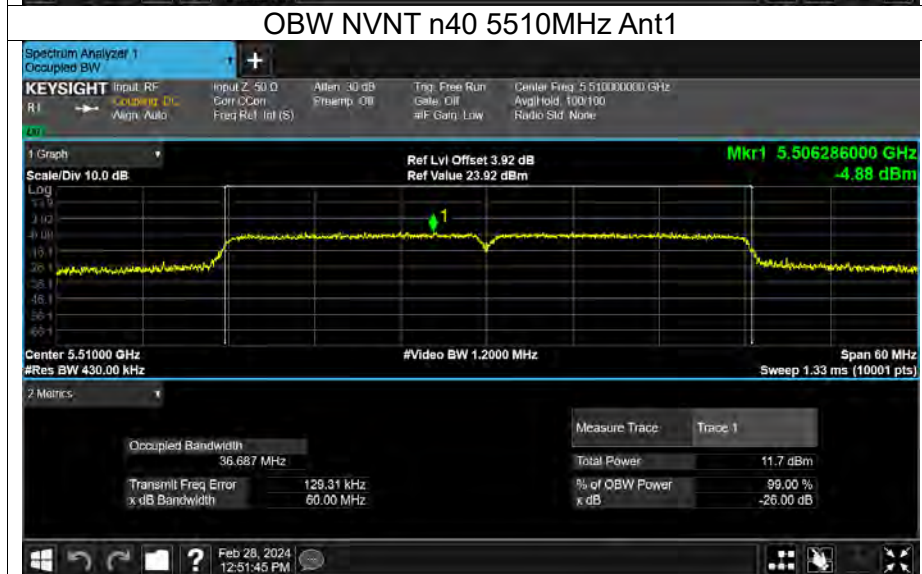 OBW NVNT n40 5510MHz Ant1
Spectrum Analyzer 1
Occupied BW
KEYSIGHT Input: RF
Coupling: DC
Align: Auto
Input Z: 50 Ω
Corr CCorr
Freq Ref: Int (S)
Atten: 30 dB
Preamp: Off
Trig: Free Run
Gate: Off
#IF Gain: Low
Center Freq: 5.510000000 GHz
Avg|Hold: 100/100
Radio Std: None
1 Graph
Scale/Div 10.0 dB
Ref Lvl Offset 3.92 dB
Ref Value 23.92 dBm
Mkr1 5.506286000 GHz
-4.88 dBm
Log
1
Center 5.51000 GHz
#Res BW 430.00 kHz
#Video BW 1.2000 MHz
Span 60 MHz
Sweep 1.33 ms (10001 pts)
2 Metrics
Occupied Bandwidth
36.687 MHz
Transmit Freq Error 129.31 kHz
x dB Bandwidth 60.00 MHz
Measure Trace Trace 1
Total Power 11.7 dBm
% of OBW Power 99.00 %
x dB -26.00 dB
Feb 28, 2024
12:51:45 PM